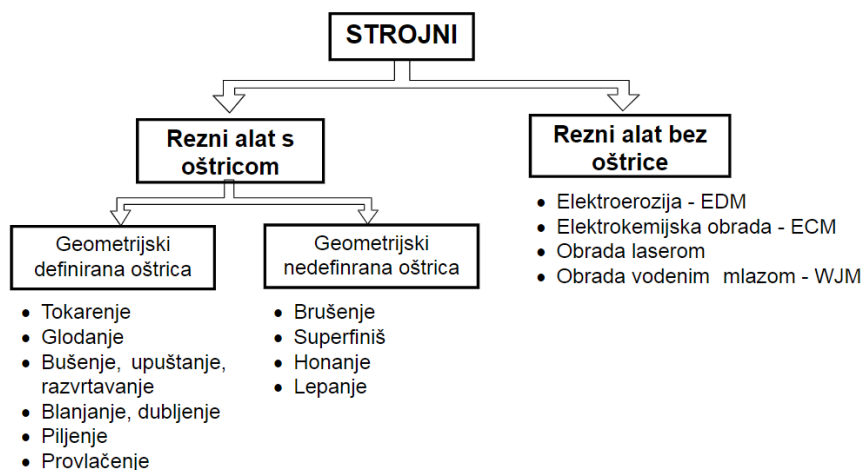 STROJNI
Rezni alat s
oštricom
Rezni alat bez
oštrice
• Elektroerozija - EDM
• Elektrokemijska obrada - ECM
• Obrada laserom
• Obrada vodenim mlazom - WJM
Geometrijski
definirana oštrica
• Tokarenje
• Glodanje
• Bušenje, upuštanje,
razvrtavanje
• Blanjanje, dubljenje
• Piljenje
• Provlačenje
Geometrijski
nedefinrana oštrica
• Brušenje
• Superfiniš
• Honanje
• Lepanje